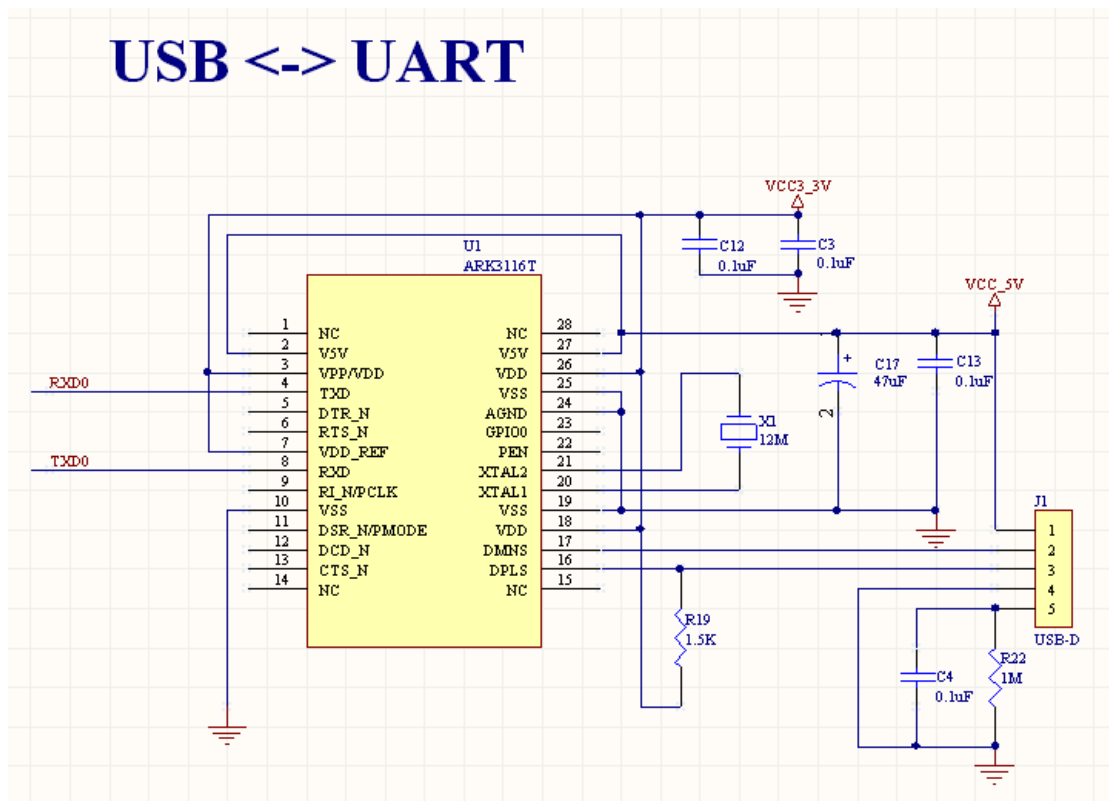 USB <-> UART
VCC3_3V
U1
ARK3116T
C12
0.1uF
C3
0.1uF
VCC_5V
1 NC
2 V5V
3 VPP/VDD
4 TXD
5 DTR_N
6 RTS_N
7 VDD_REF
8 RXD
9 RI_N/PCLK
10 VSS
11 DSR_N/PMODE
12 DCD_N
13 CTS_N
14 NC
NC 28
V5V 27
VDD 26
VSS 25
AGND 24
GPIO0 23
PEN 22
XTAL2 21
XTAL1 20
VSS 19
VDD 18
DMNS 17
DPLS 16
NC 15
RXD0
TXD0
+
C17
47uF
2
C13
0.1uF
X1
12M
J1
1
2
3
4
5
USB-D
R19
1.5K
C4
0.1uF
R22
1M